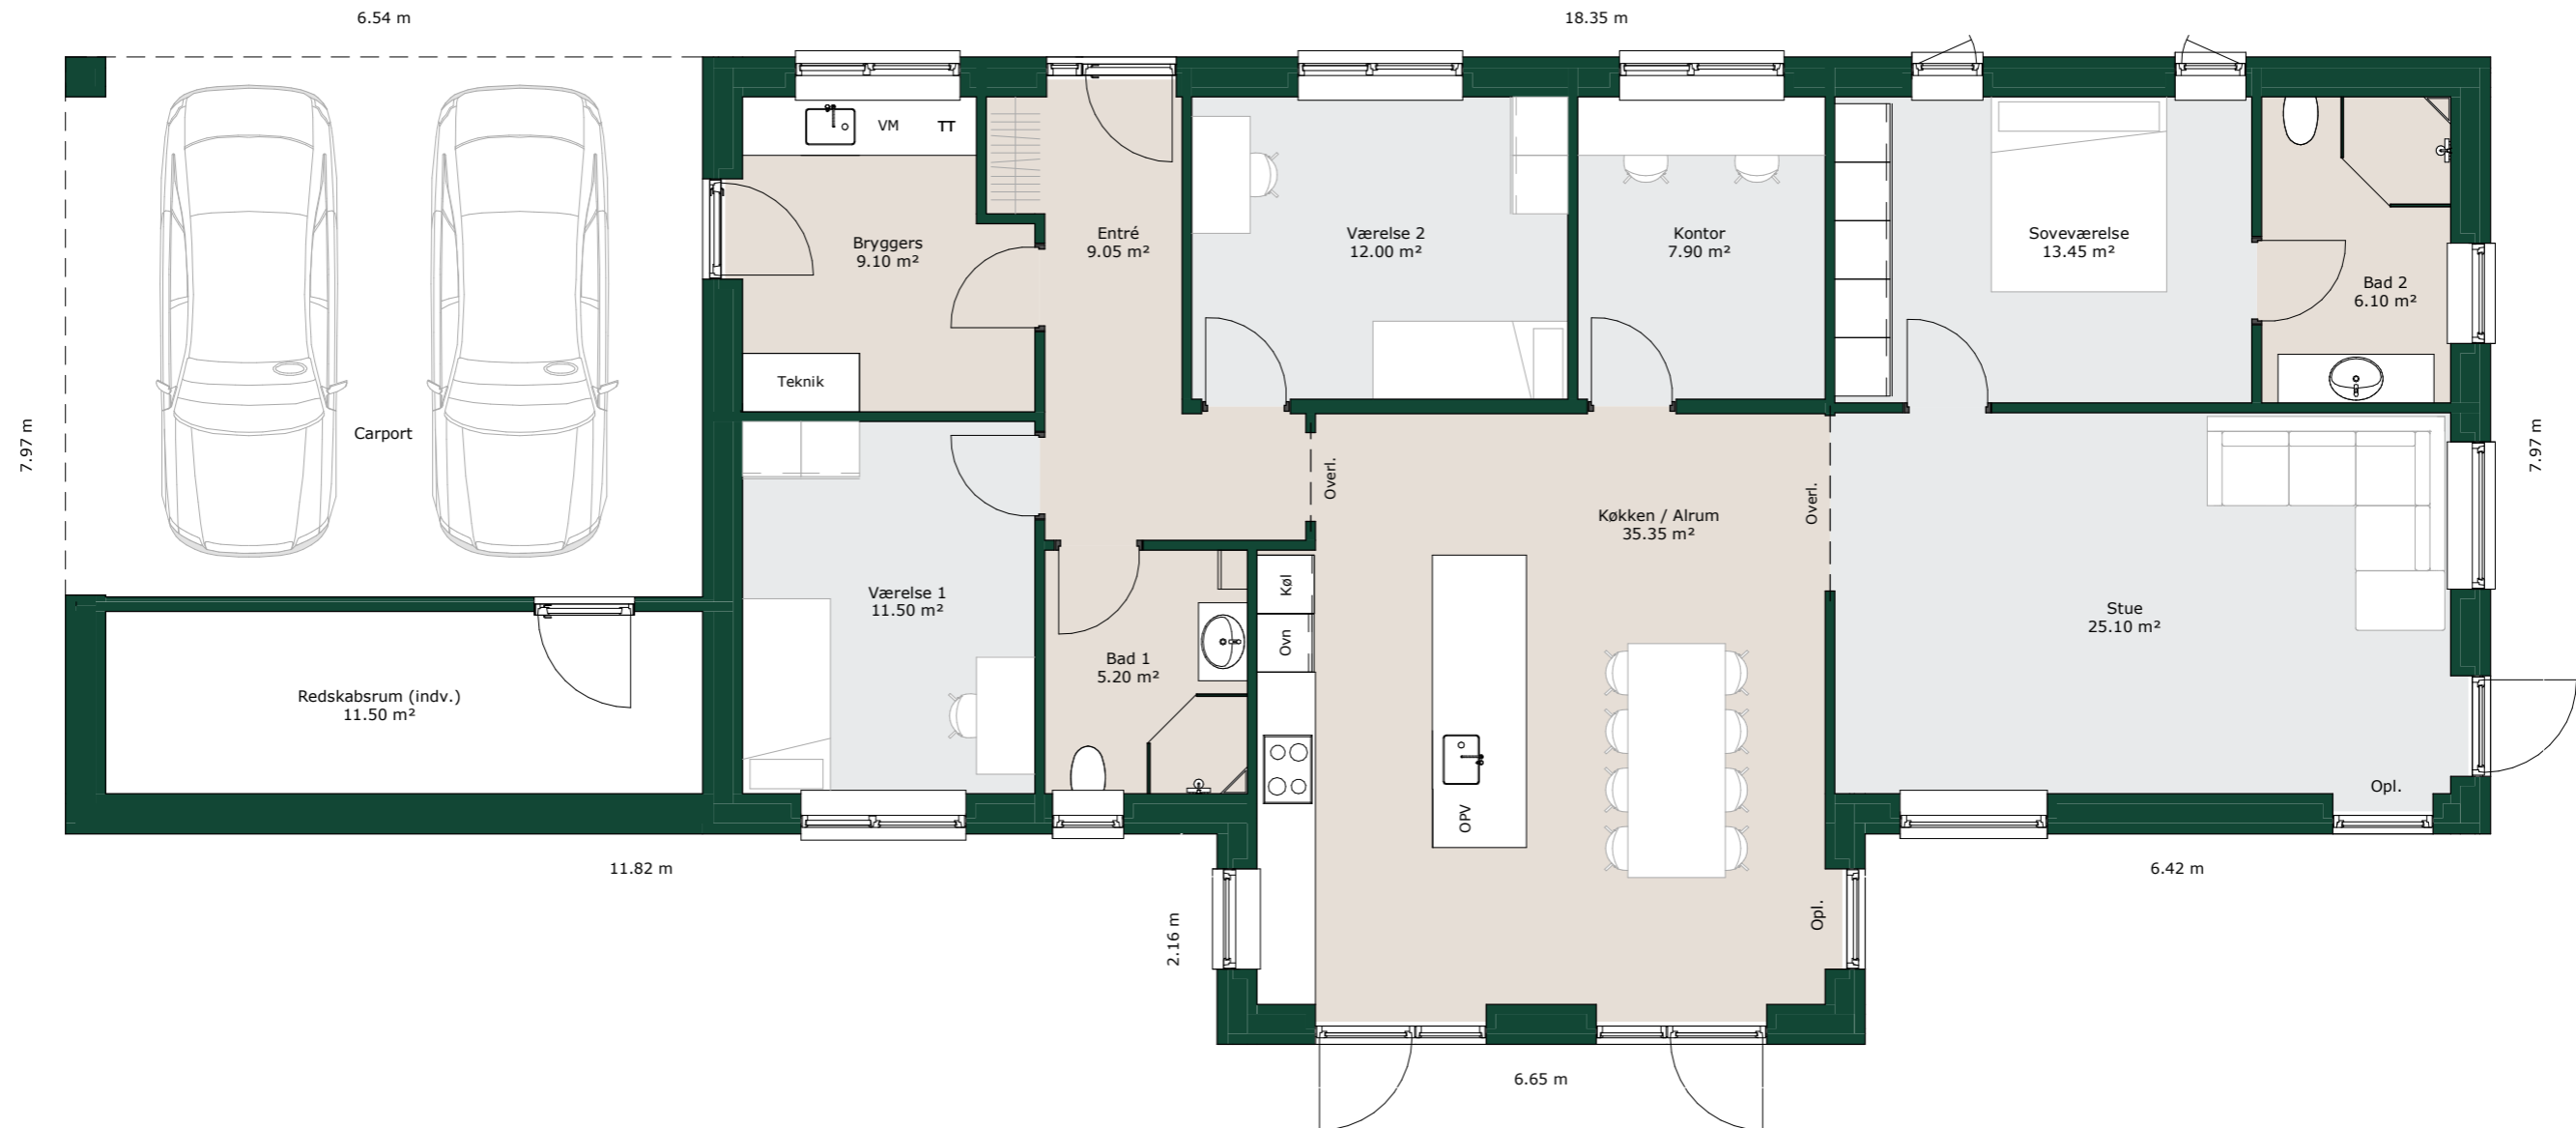 6.54 m
18.35 m
VM
TT
Bryggers
9.10 m²
Entré
9.05 m²
Værelse 2
12.00 m²
Kontor
7.90 m²
Soveværelse
13.45 m²
Bad 2
6.10 m²
Teknik
7.97 m
Carport
7.97 m
Overl.
Overl.
Køkken / Alrum
35.35 m²
Køl
Værelse 1
11.50 m²
Stue
25.10 m²
Ovn
Bad 1
5.20 m²
Redskabsrum (indv.)
11.50 m²
Opl.
OPV
11.82 m
6.42 m
Opl.
2.16 m
6.65 m